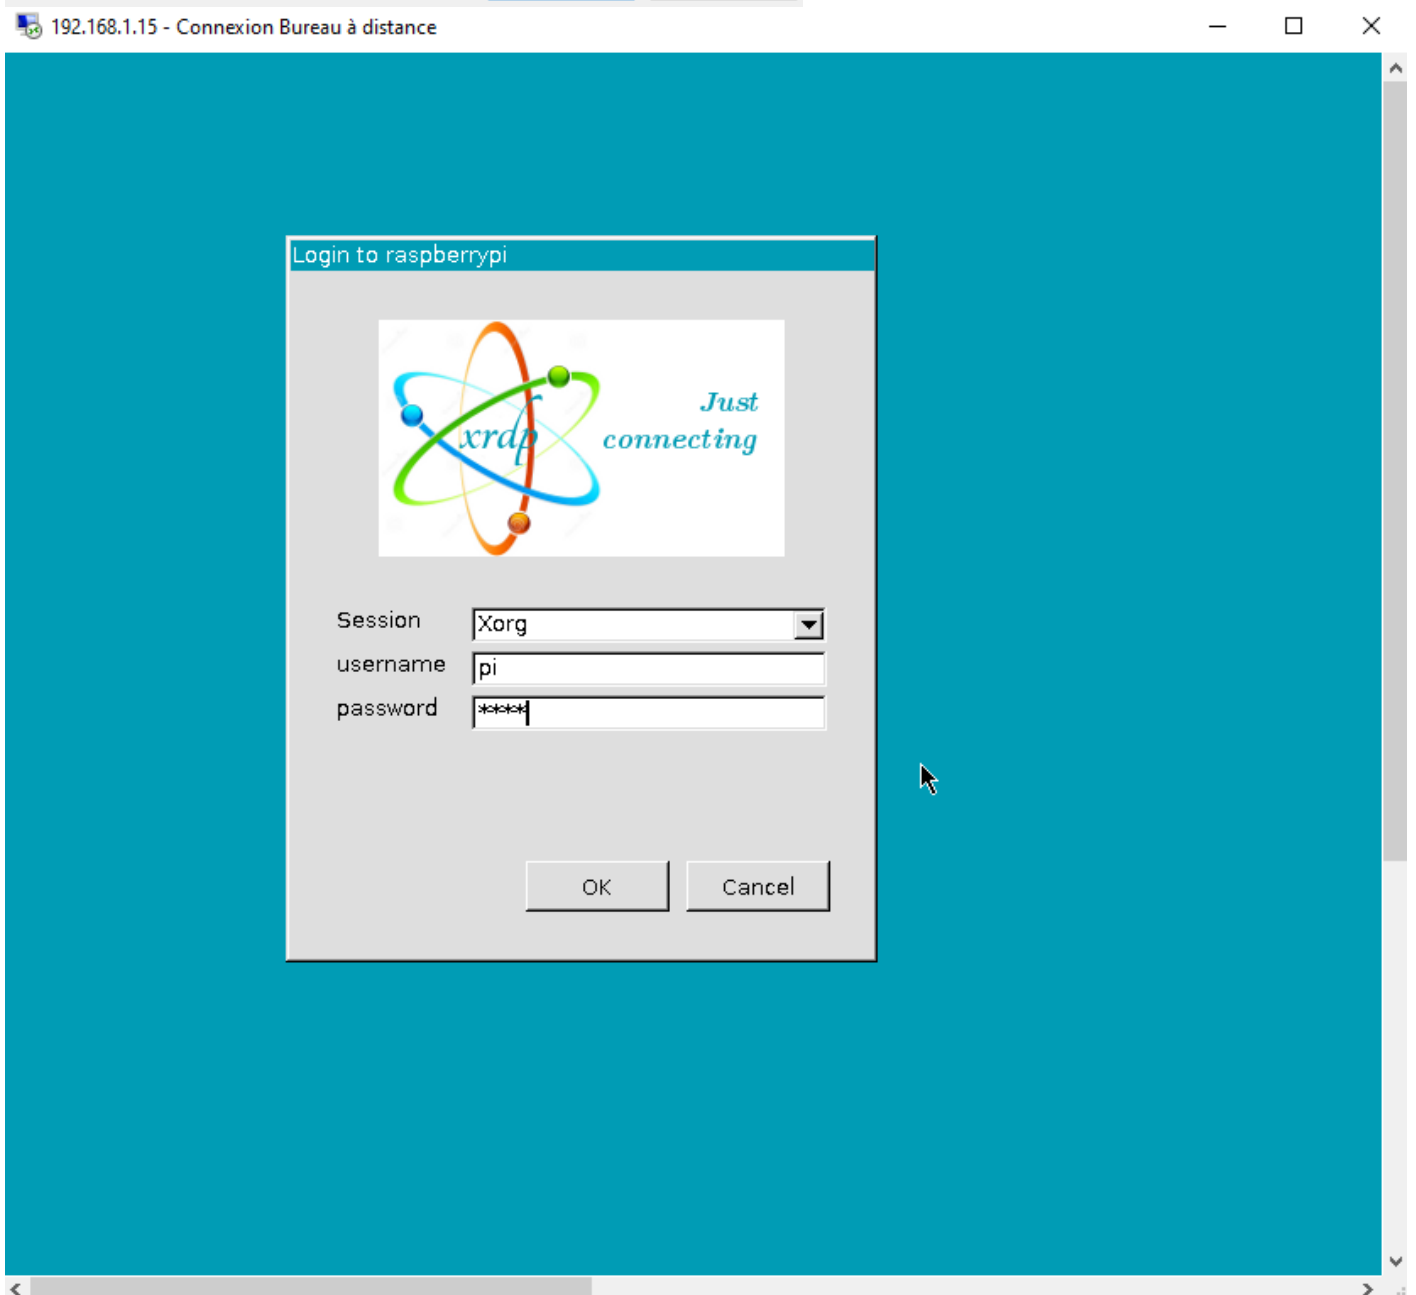 192.168.1.15 - Connexion Bureau à distance
Login to raspberrypi
Just
xrdp connecting
Session Xorg
username pi
password ****
OK Cancel